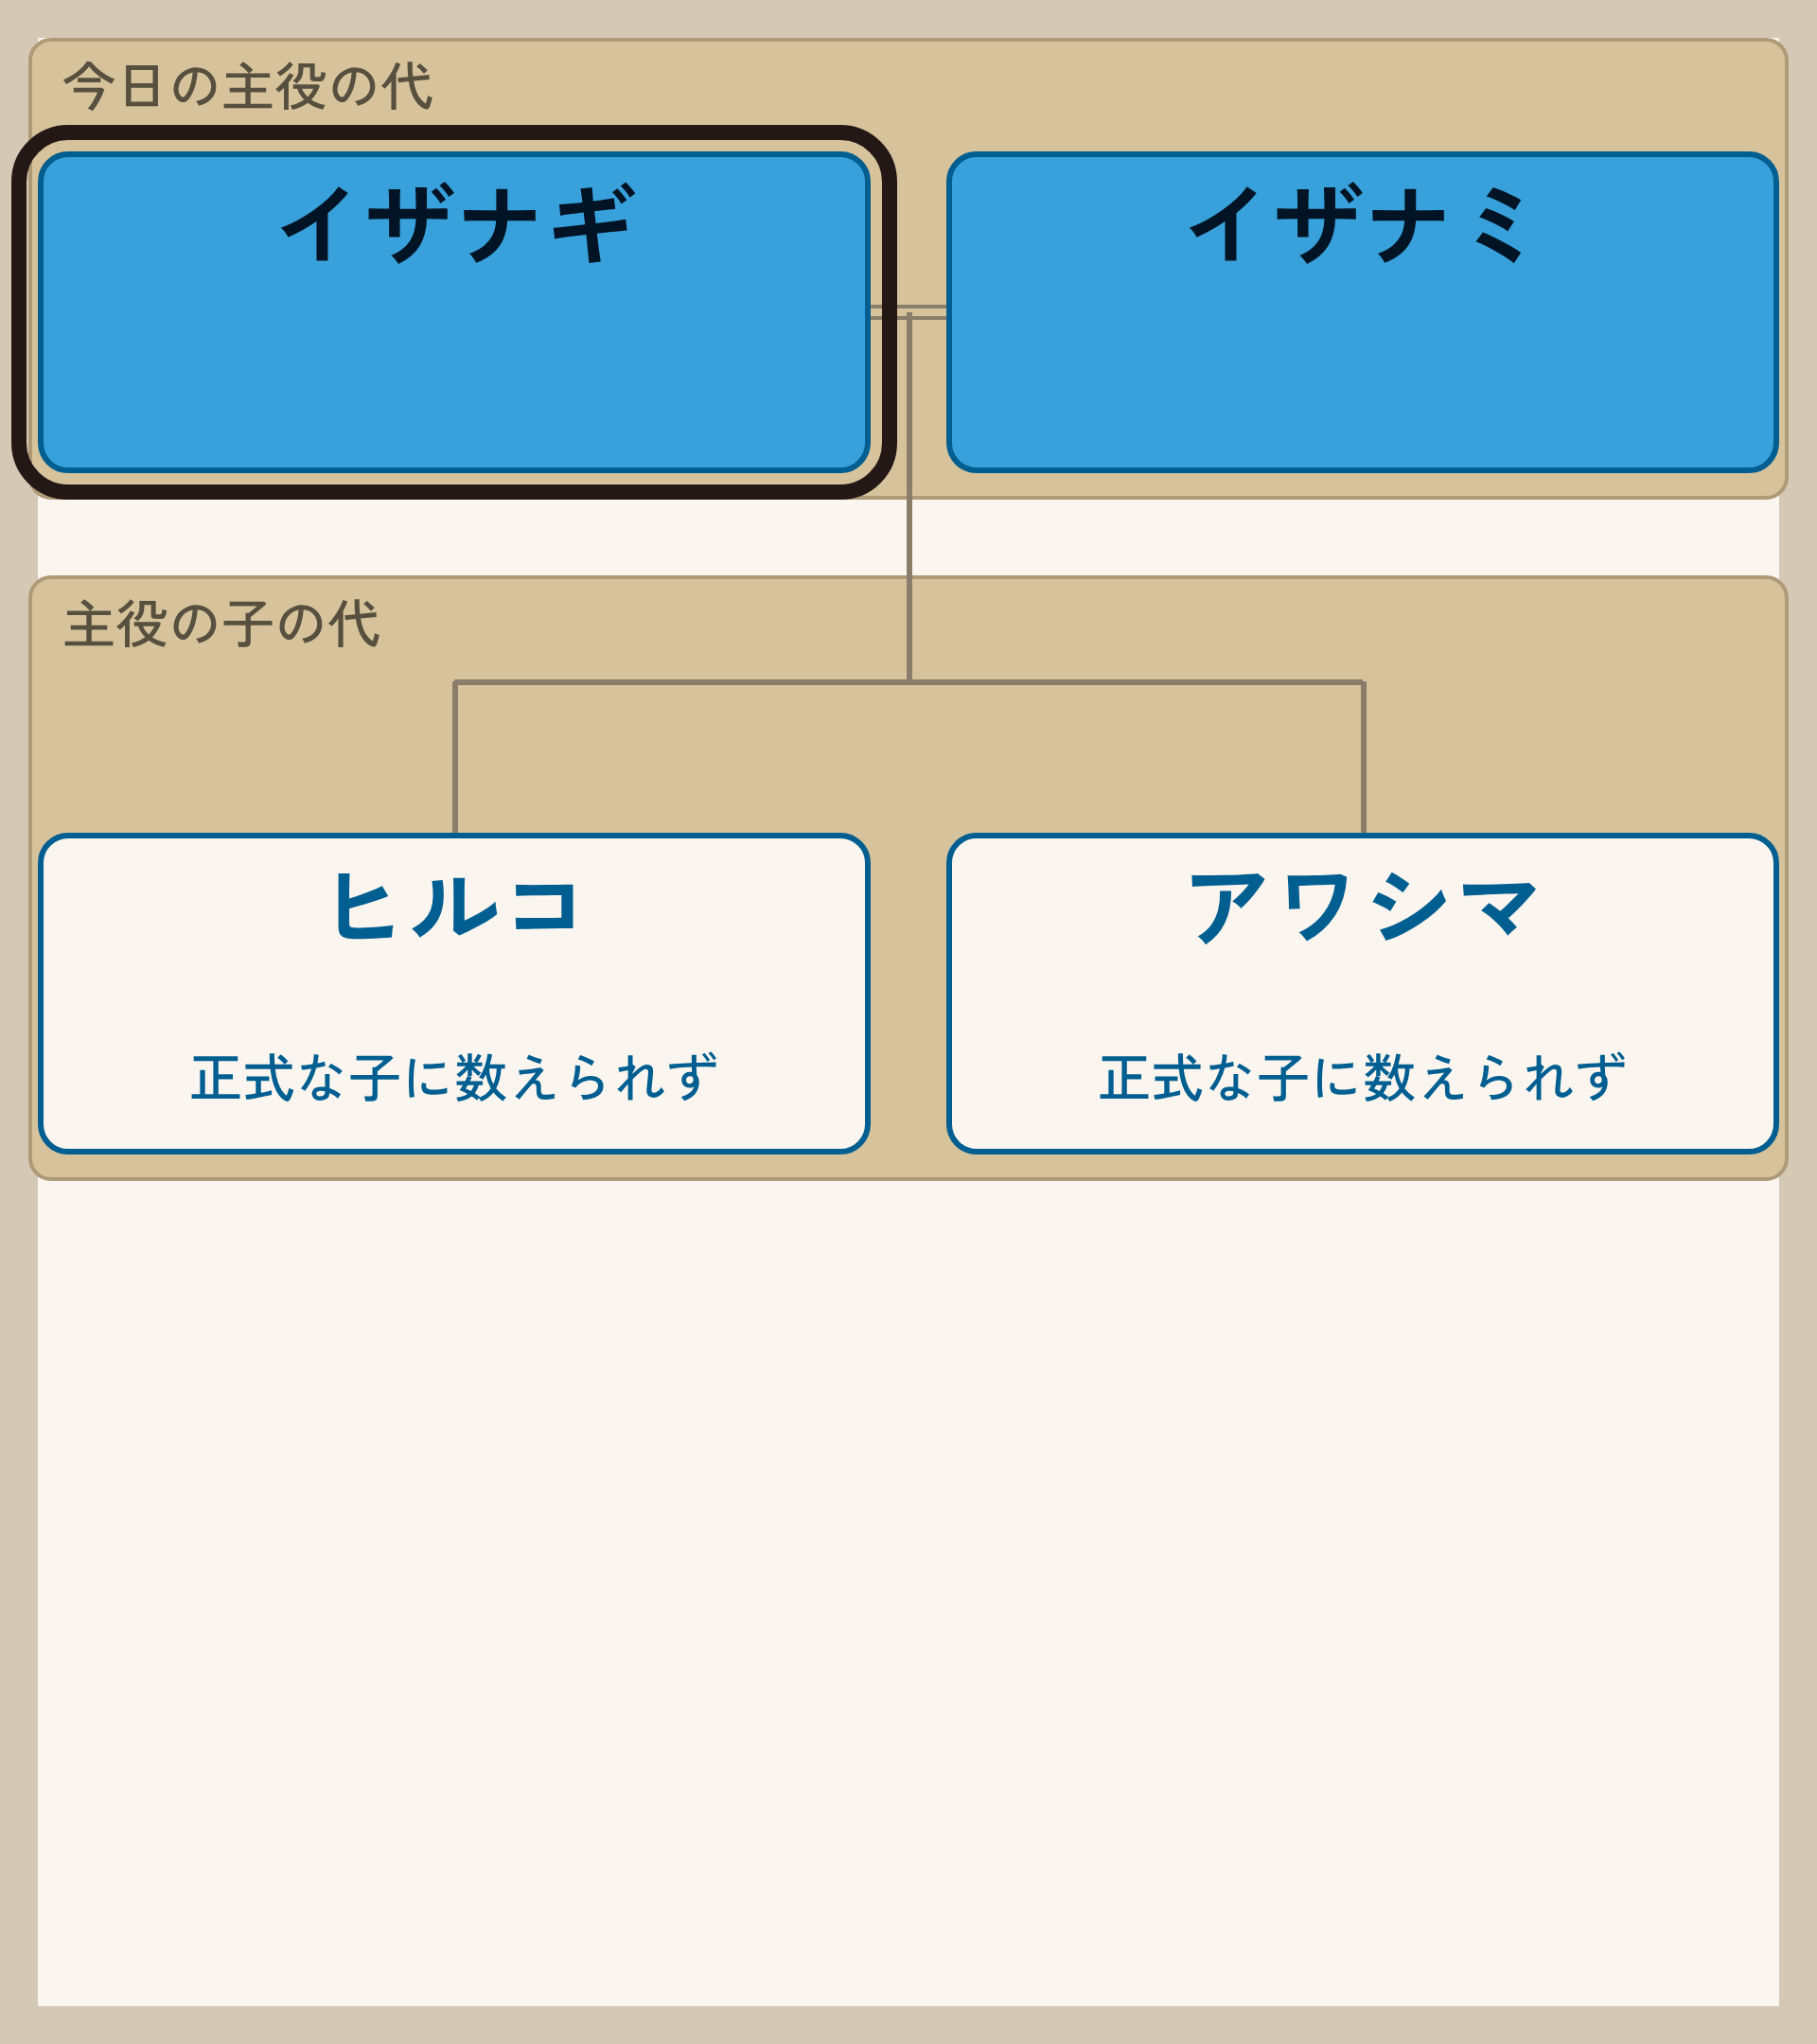 今日の主役の代
イザナギ
イザナミ
主役の子の代
ヒルコ
アワシマ
正式な子に数えられず
正式な子に数えられず